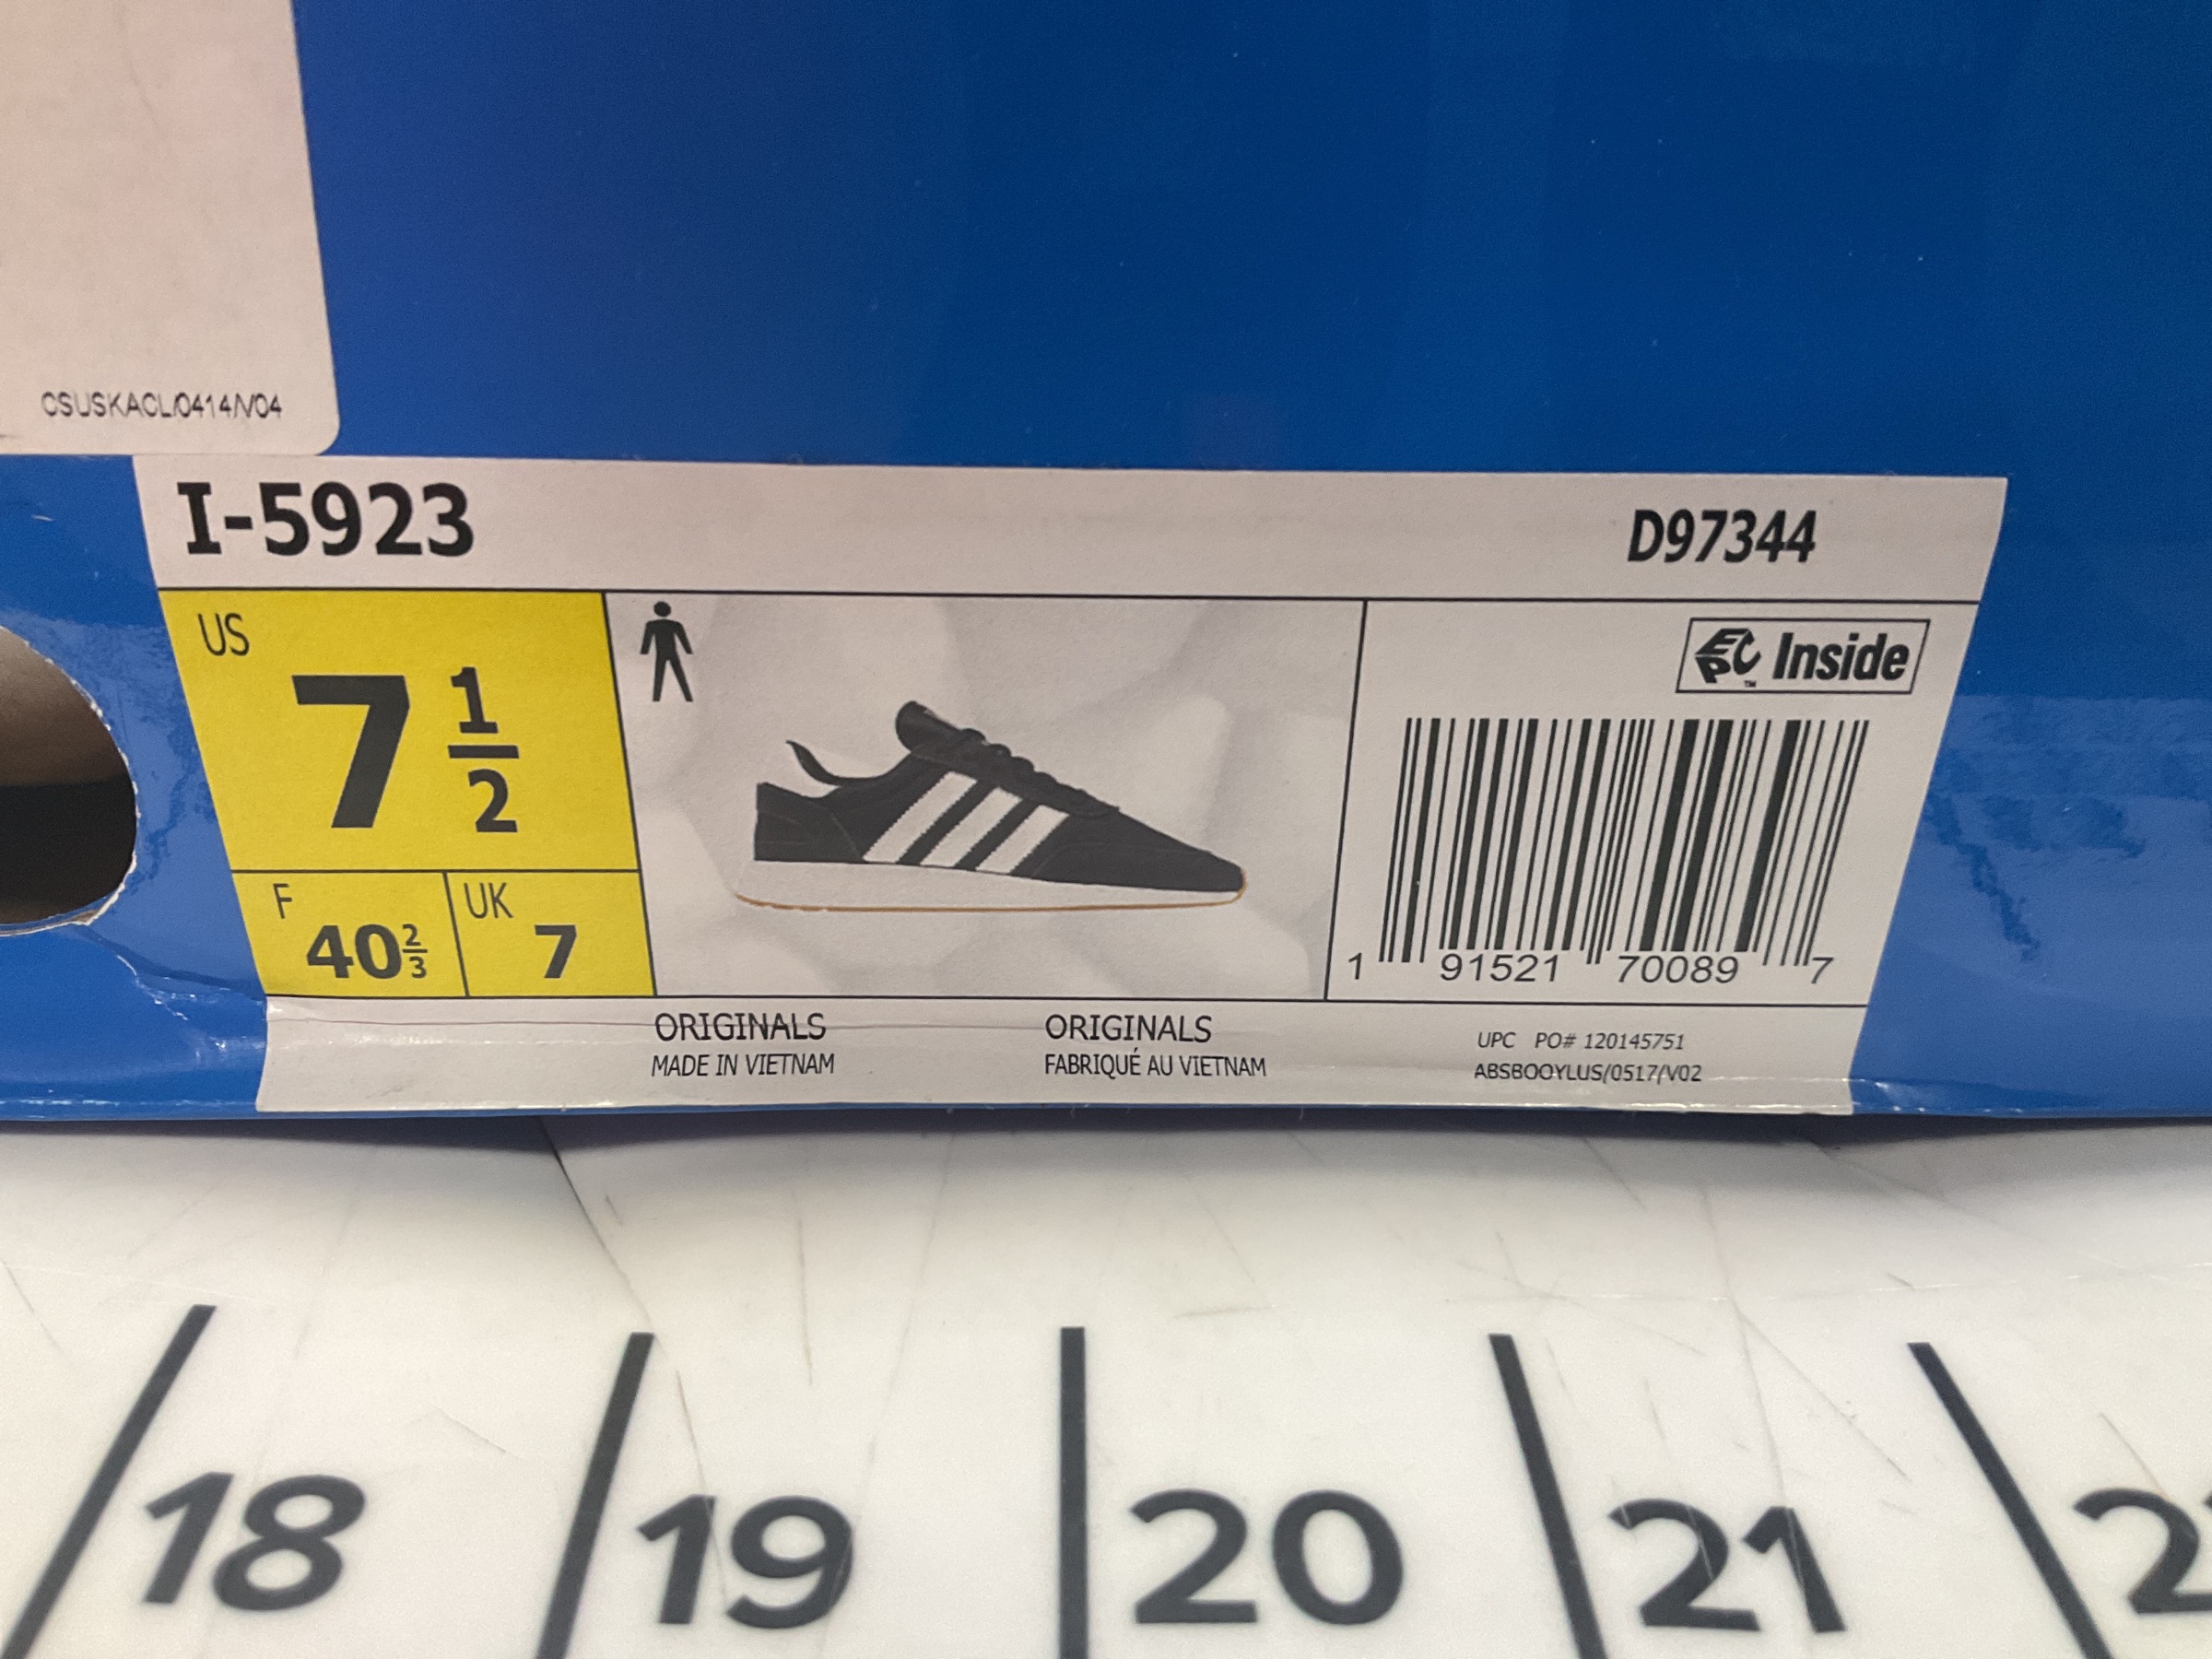 CSUSKACL/0414/V04
I-5923
D97344
US
7 1/2
F
40 2/3
UK
7
EPC Inside
1 91521 70089 7
ORIGINALS
MADE IN VIETNAM
ORIGINALS
FABRIQUÉ AU VIETNAM
UPC PO# 120145751
ABSBOOYLUS/0517/V02
18
19
20
21